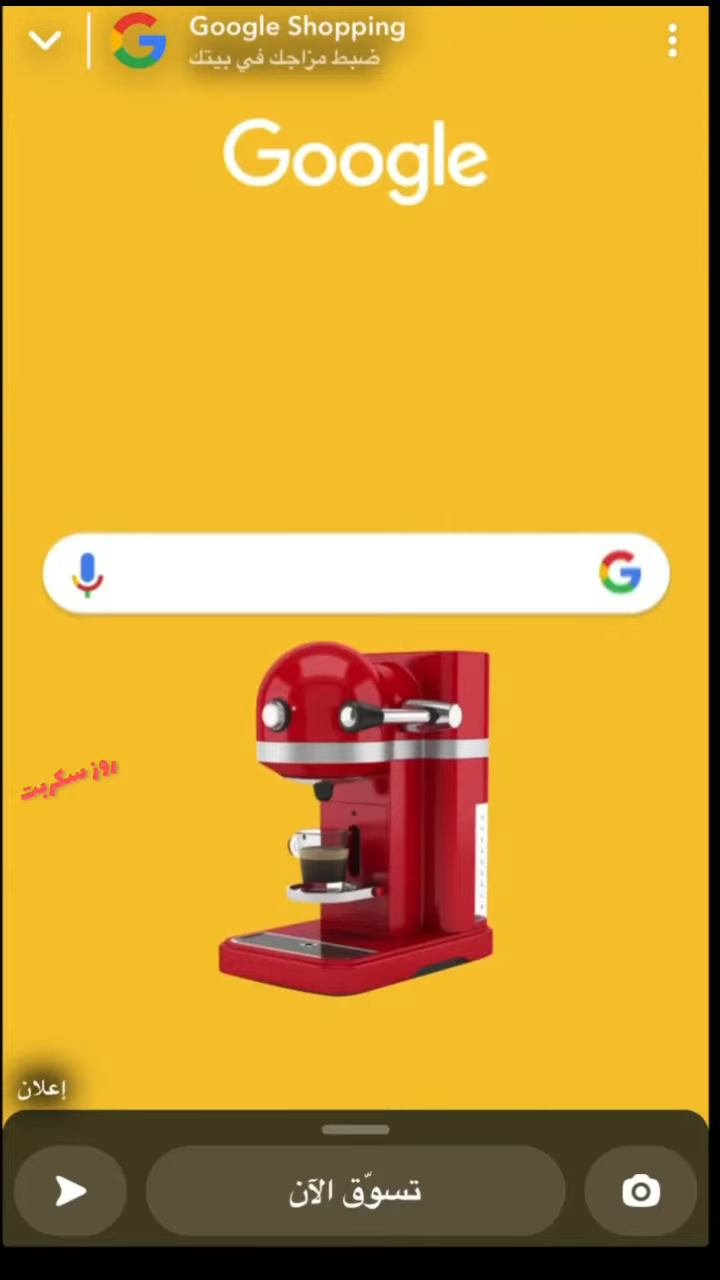 Google Shopping
ضبط مزاجك في بيتك
Google
روز سكربت
إعلان
تسوّق الآن